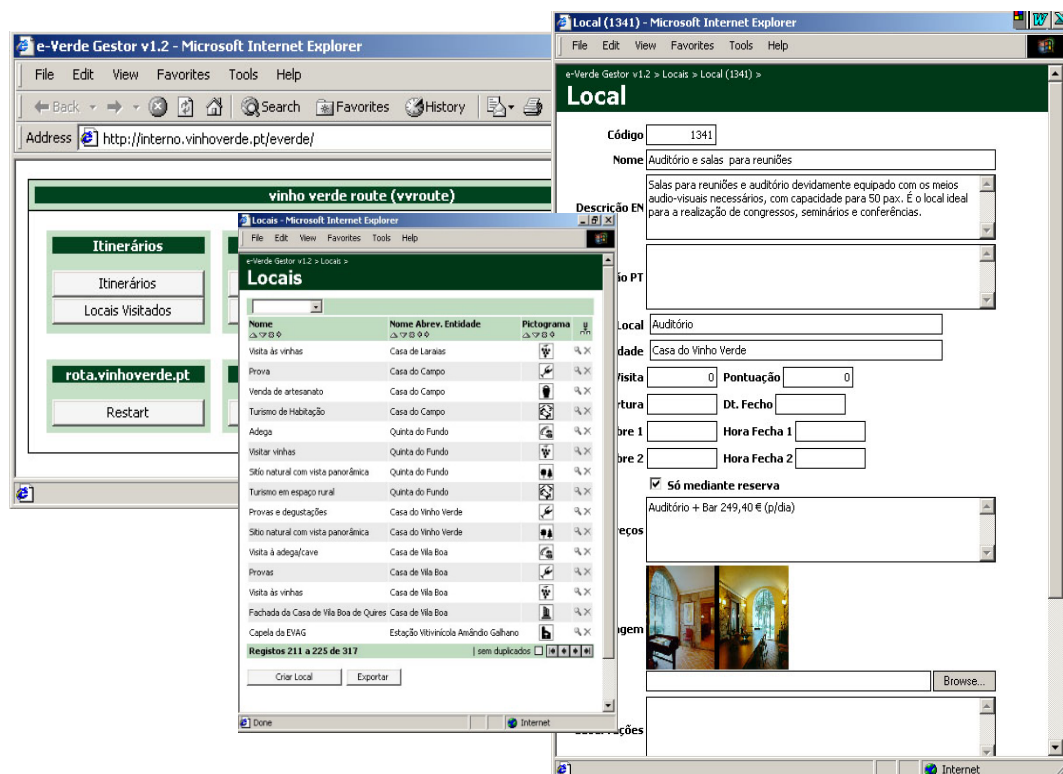 e-Verde Gestor v1.2 - Microsoft Internet Explorer
File Edit View Favorites Tools Help
Back Search Favorites History
Address http://interno.vinhoverde.pt/everde/
vinho verde route (vvroute)
Itinerários
Itinerários
Locais Visitados
rota.vinhoverde.pt
Restart
Locais - Microsoft Internet Explorer
File Edit View Favorites Tools Help
e-Verde Gestor v1.2 > Locais >
Locais
Nome Nome Abrev. Entidade Pictograma
Visita às vinhas Casa de Laraias
Prova Casa do Campo
Venda de artesanato Casa do Campo
Turismo de Habitação Casa do Campo
Adega Quinta do Fundo
Visitar vinhas Quinta do Fundo
Sítio natural com vista panorâmica Quinta do Fundo
Turismo em espaço rural Quinta do Fundo
Provas e degustações Casa do Vinho Verde
Sitio natural com vista panorâmica Casa do Vinho Verde
Visita à adega/cave Casa de Vila Boa
Provas Casa de Vila Boa
Visita às vinhas Casa de Vila Boa
Fachada da Casa de Vila Boa de Quires Casa de Vila Boa
Capela da EVAG Estação Vitivinícola Amândio Galhano
Registos 211 a 225 de 317 | sem duplicados
Criar Local Exportar
Done Internet
Local (1341) - Microsoft Internet Explorer
File Edit View Favorites Tools Help
e-Verde Gestor v1.2 > Locais > Local (1341) >
Local
Código 1341
Nome Auditório e salas para reuniões
Descrição EN Salas para reuniões e auditório devidamente equipado com os meios
audio-visuais necessários, com capacidade para 50 pax. É o local ideal
para a realização de congressos, seminários e conferências.
ão PT
Local Auditório
dade Casa do Vinho Verde
Visita 0 Pontuação 0
rtura Dt. Fecho
bre 1 Hora Fecha 1
bre 2 Hora Fecha 2
Só mediante reserva
reços Auditório + Bar 249,40 € (p/dia)
agem
Browse...
Internet